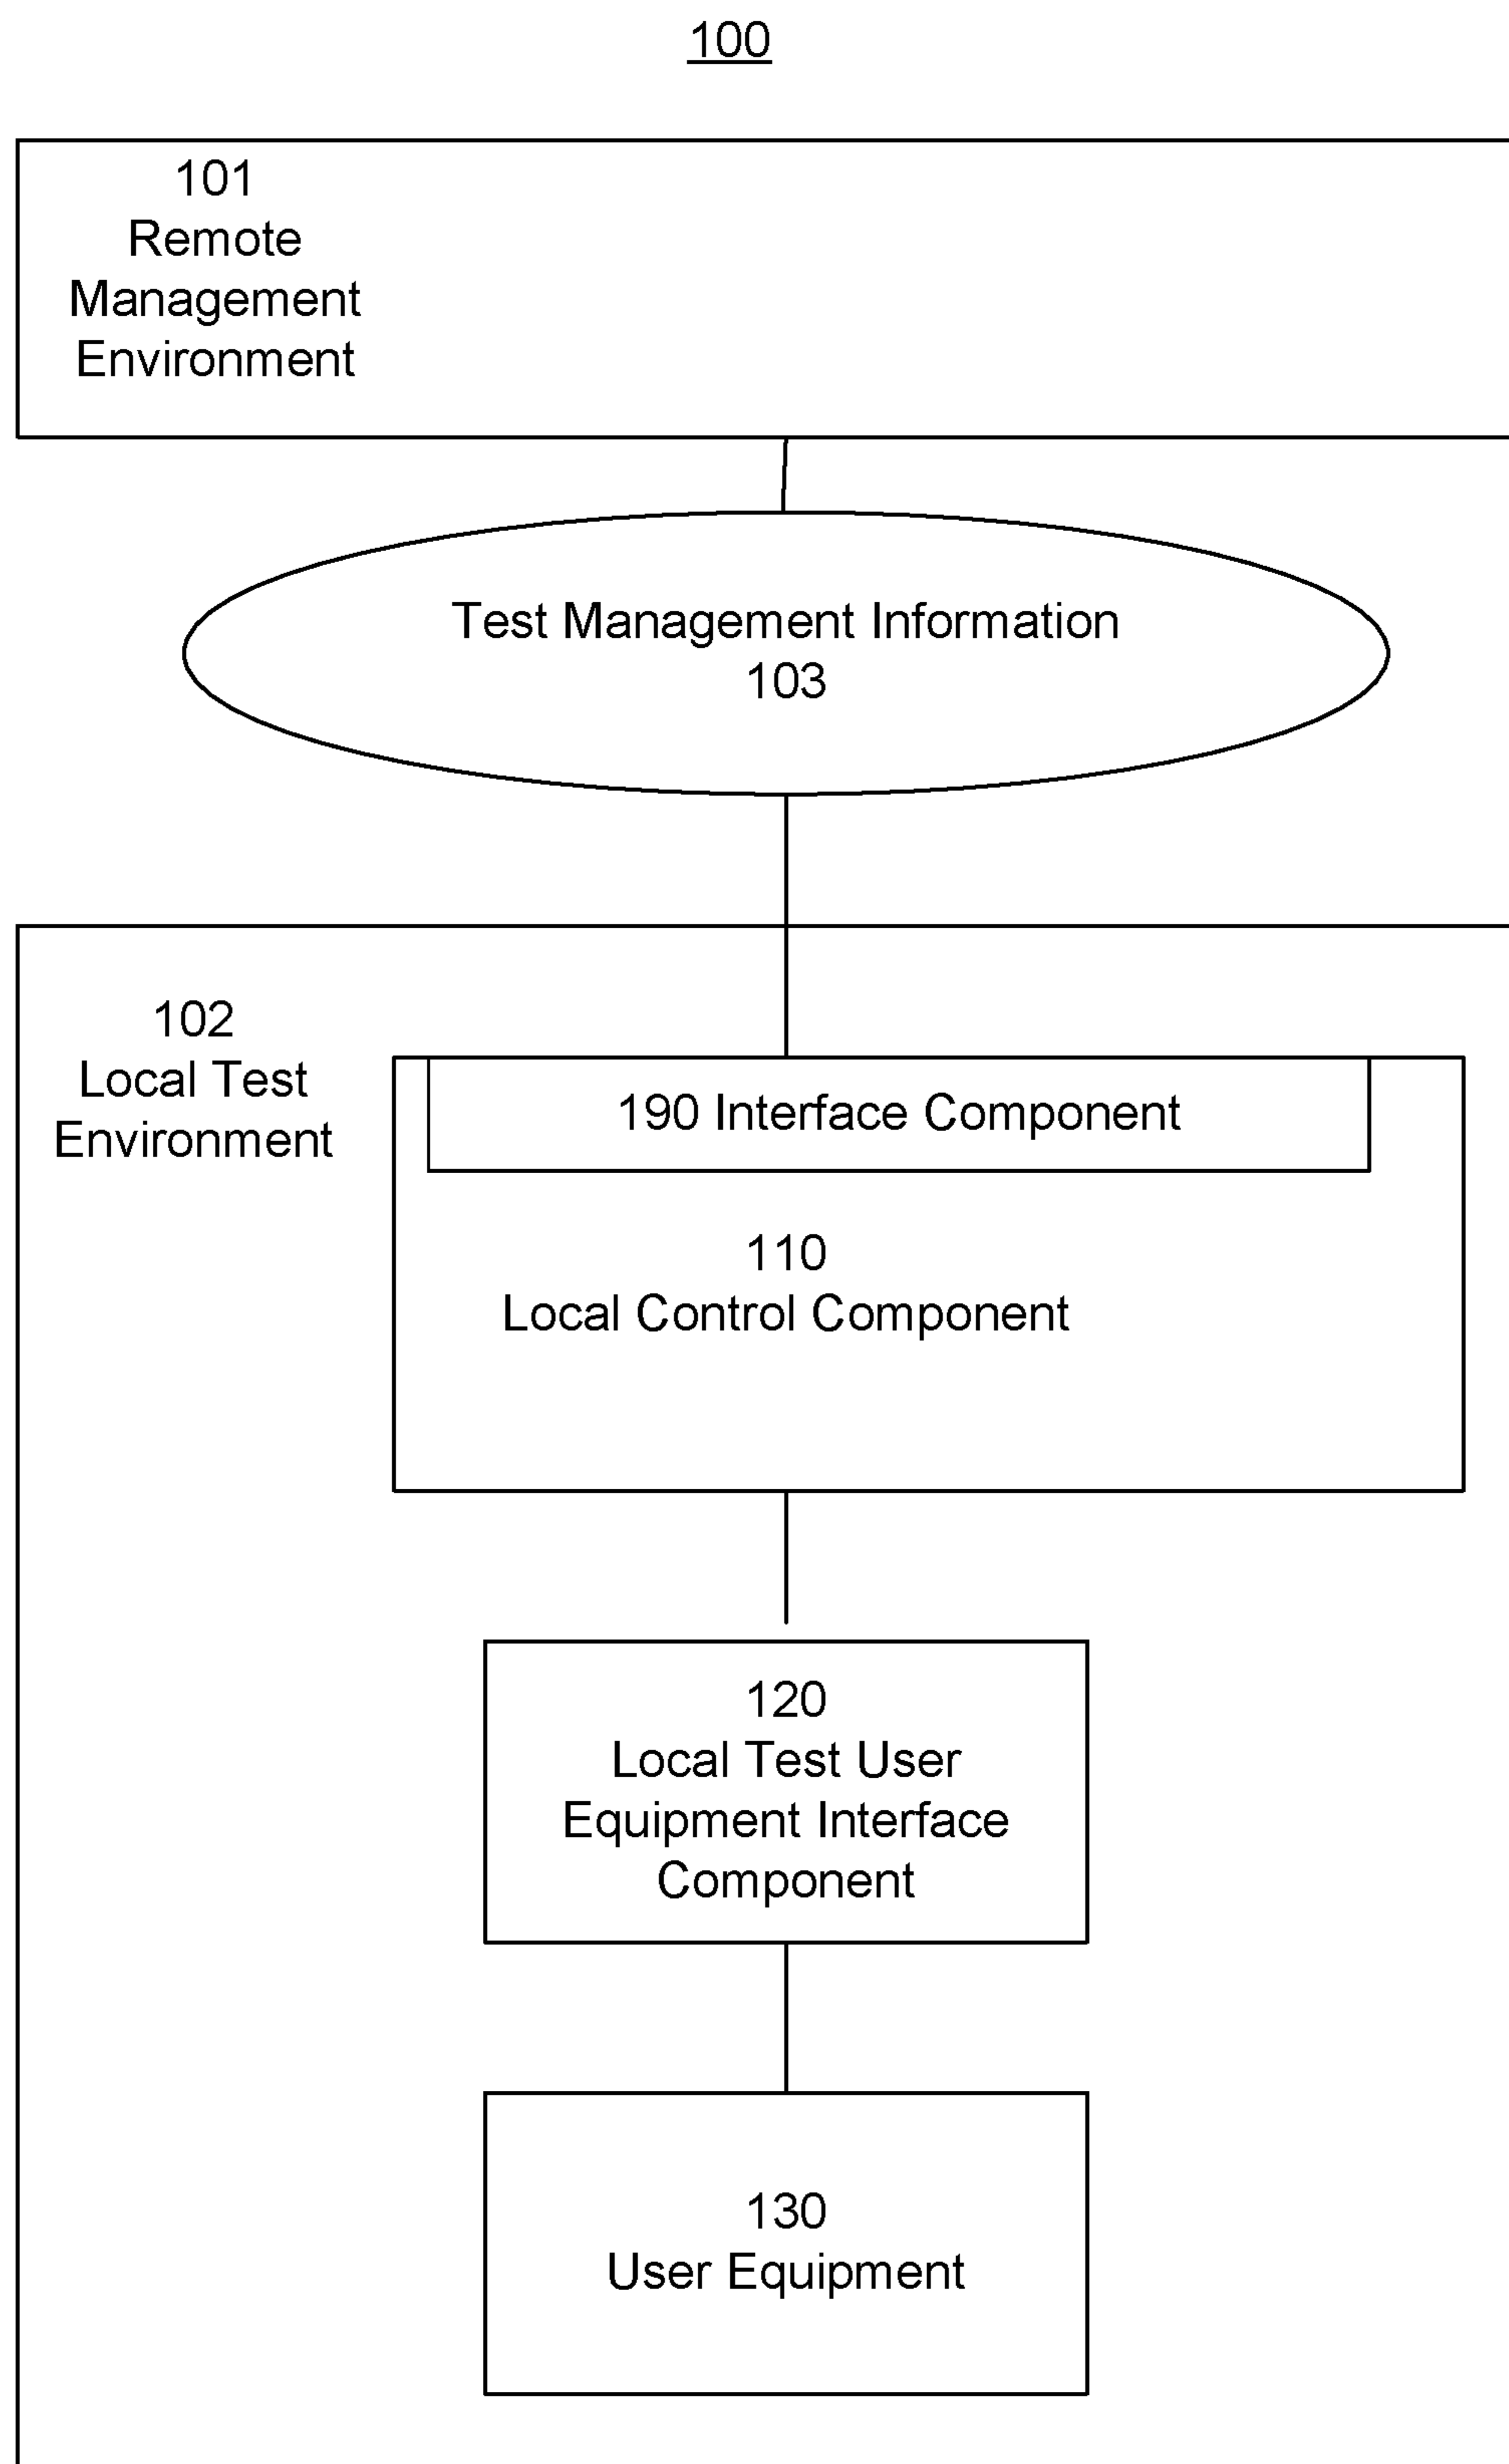 100
101
Remote
Management
Environment
Test Management Information
103
102
Local Test
Environment
190 Interface Component
110
Local Control Component
120
Local Test User
Equipment Interface
Component
130
User Equipment